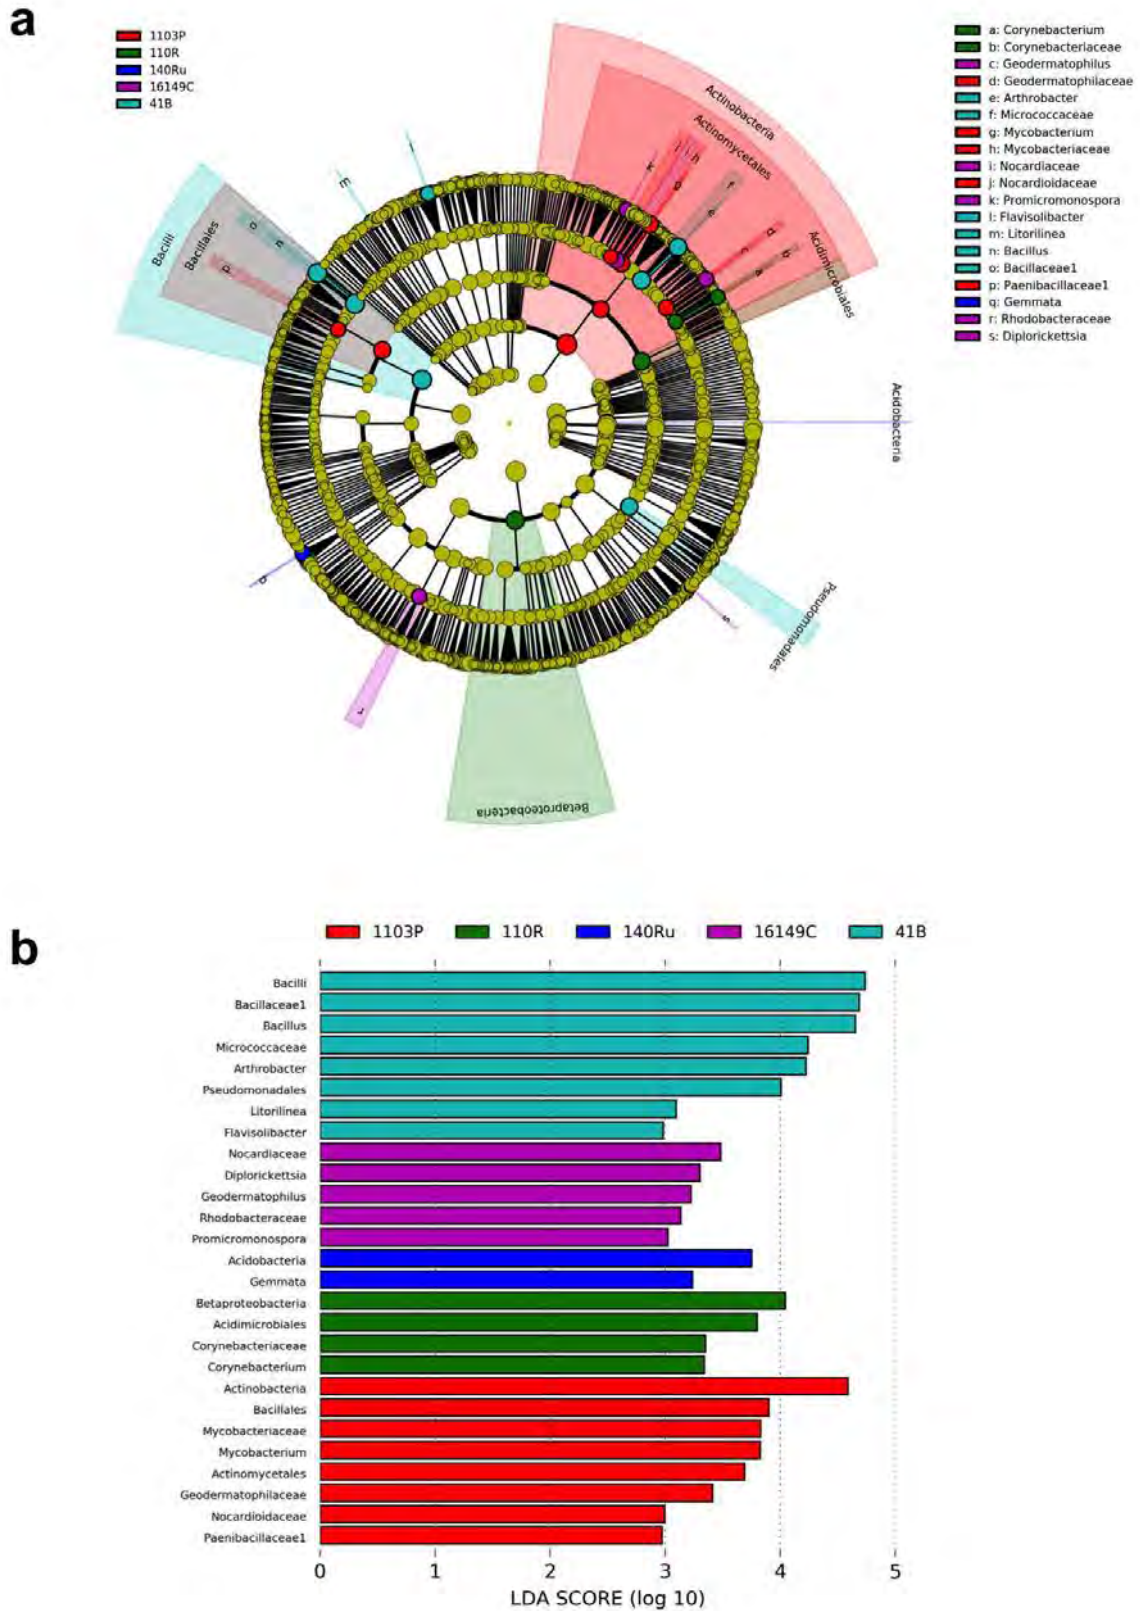 a
1103P
110R
140Ru
16149C
41B
a: Corynebacterium
b: Corynebacteriaceae
c: Geodermatophilus
d: Geodermatophilaceae
e: Arthrobacter
f: Micrococcaceae
g: Mycobacterium
h: Mycobacteriaceae
i: Nocardiaceae
j: Nocardioidaceae
k: Promicromonospora
l: Flavisolibacter
m: Litorilinea
n: Bacillus
o: Bacillaceae1
p: Paenibacillaceae1
q: Gemmata
r: Rhodobacteraceae
s: Diplorickettsia
Actinobacteria
Actinomycetales
Acidimicrobiales
Acidobacteria
Pseudomonadales
Betaproteobacteria
Bacilli
Bacillales
l
m
o
n
p
q
r
s
k
j
i
h
g
f
e
d
c
b
a
b
1103P
110R
140Ru
16149C
41B
Bacilli
Bacillaceae1
Bacillus
Micrococcaceae
Arthrobacter
Pseudomonadales
Litorilinea
Flavisolibacter
Nocardiaceae
Diplorickettsia
Geodermatophilus
Rhodobacteraceae
Promicromonospora
Acidobacteria
Gemmata
Betaproteobacteria
Acidimicrobiales
Corynebacteriaceae
Corynebacterium
Actinobacteria
Bacillales
Mycobacteriaceae
Mycobacterium
Actinomycetales
Geodermatophilaceae
Nocardioidaceae
Paenibacillaceae1
0 1 2 3 4 5
LDA SCORE (log 10)